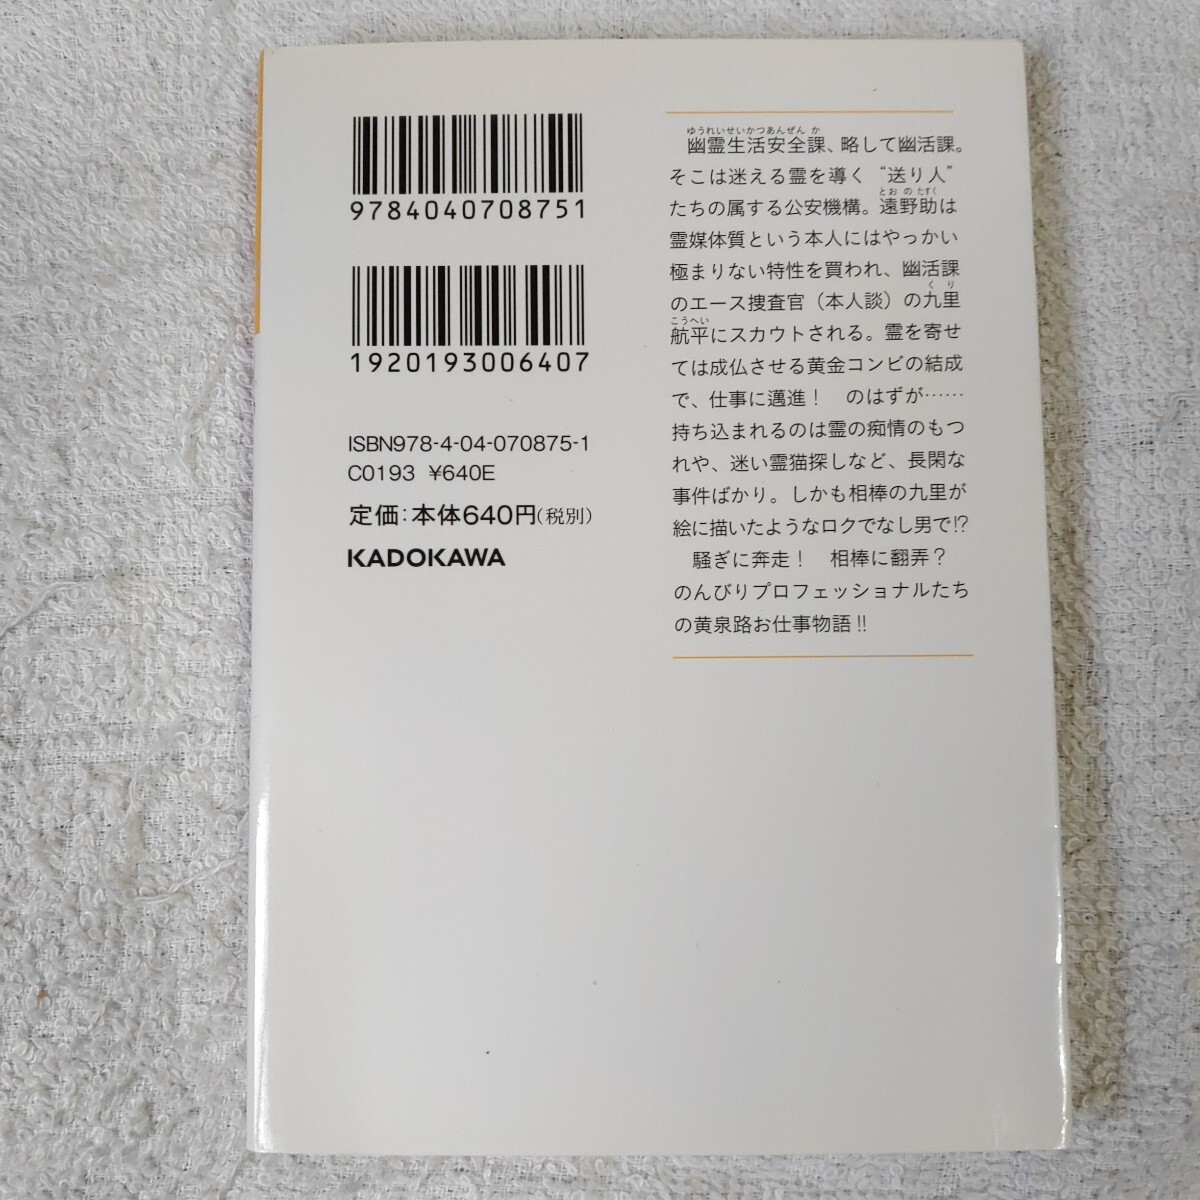 9784040708751
1920193006407
ISBN978-4-04-070875-1
C0193 ¥640E
定価：本体640円(税別)
KADOKAWA
ゆうれいせいかつあんぜんか
幽霊生活安全課、略して幽活課。
そこは迷える霊を導く“送り人”
とおのたすく
たちの属する公安機構。遠野助は
霊媒体質という本人にはやっかい
極まりない特性を買われ、幽活課
くり
のエース捜査官（本人談）の九里
こうへい
航平にスカウトされる。霊を寄せ
ては成仏させる黄金コンビの結成
で、仕事に邁進！　のはずが……
持ち込まれるのは霊の痴情のもつ
れや、迷い霊猫探しなど、長閑な
事件ばかり。しかも相棒の九里が
絵に描いたようなロクでなし男で!?
騒ぎに奔走！　相棒に翻弄？
のんびりプロフェッショナルたち
の黄泉路お仕事物語!!